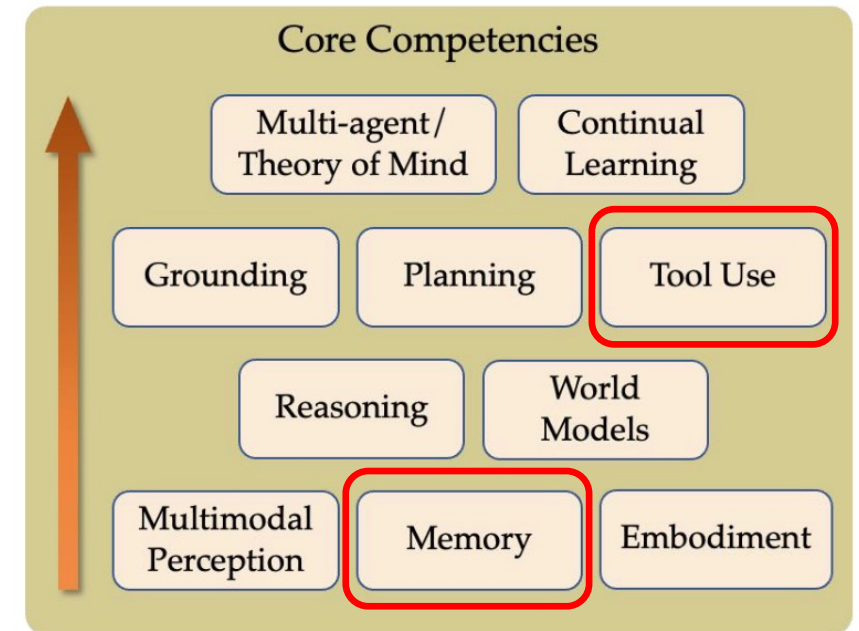 Core Competencies
Multi-agent/
Theory of Mind
Continual
Learning
Grounding
Planning
Tool Use
Reasoning
World
Models
Multimodal
Perception
Memory
Embodiment